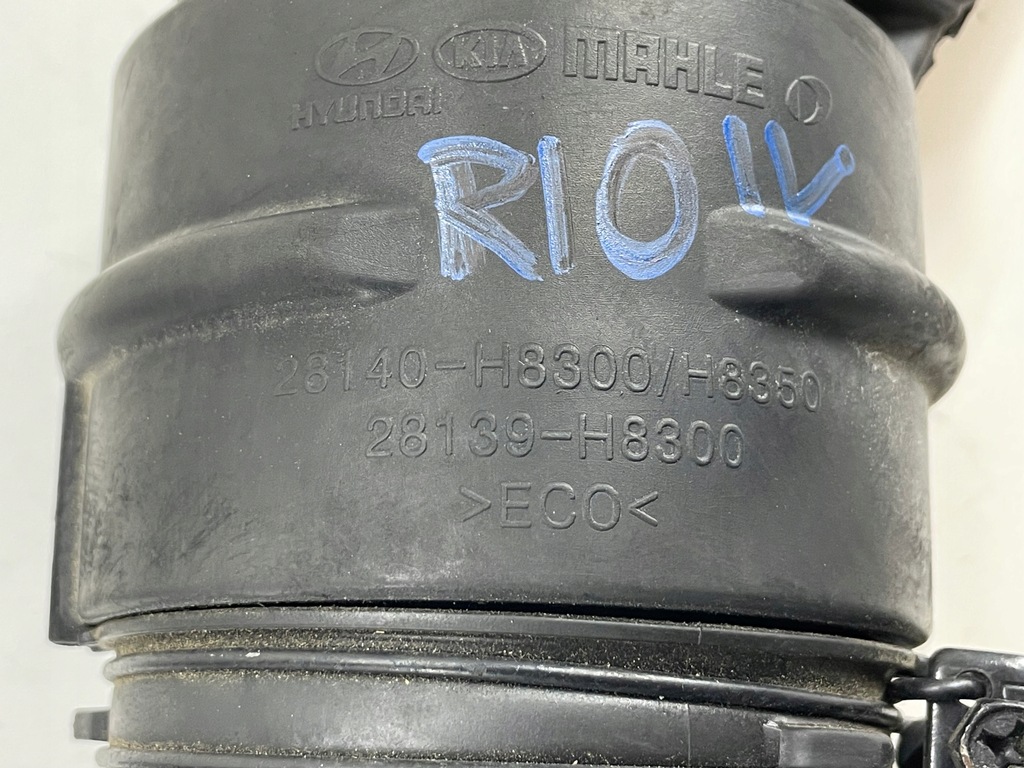 KIA MAHLE
HYUNDAI
RIO IV
28140-H8300/H8350
28139-H8300
>ECO<